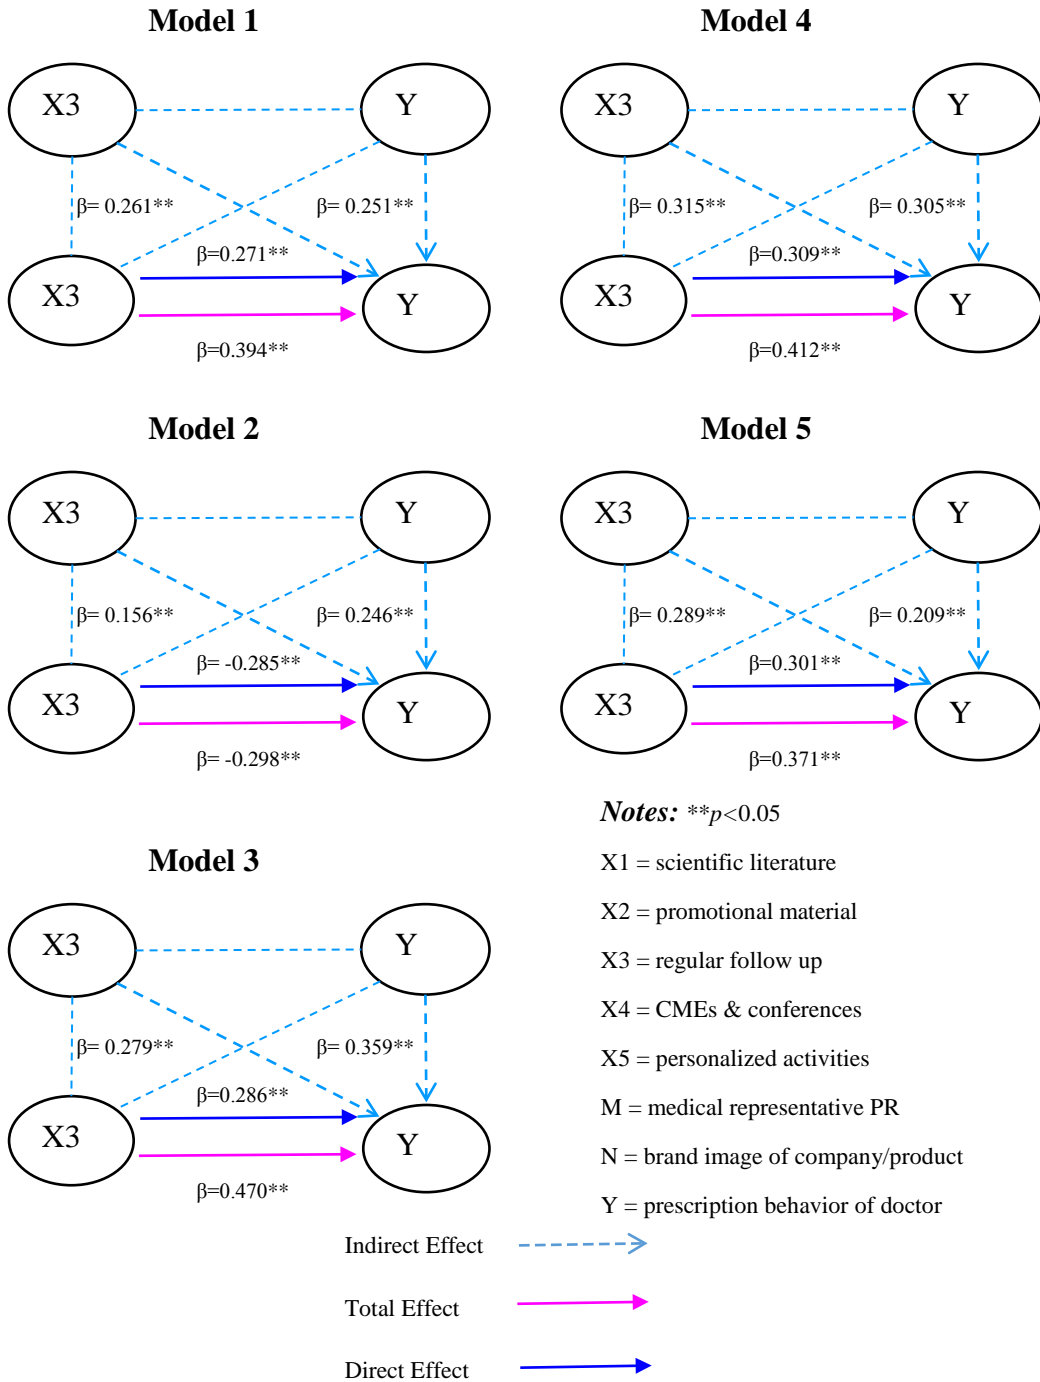 Model 1
X3
Y
β= 0.261**
β= 0.251**
β=0.271**
X3
Y
β=0.394**
Model 4
X3
Y
β= 0.315**
β= 0.305**
β=0.309**
X3
Y
β=0.412**
Model 2
X3
Y
β= 0.156**
β= 0.246**
β= -0.285**
X3
Y
β= -0.298**
Model 5
X3
Y
β= 0.289**
β= 0.209**
β=0.301**
X3
Y
β=0.371**
Model 3
X3
Y
β= 0.279**
β= 0.359**
β=0.286**
X3
Y
β=0.470**
Notes: **p<0.05
X1 = scientific literature
X2 = promotional material
X3 = regular follow up
X4 = CMEs & conferences
X5 = personalized activities
M = medical representative PR
N = brand image of company/product
Y = prescription behavior of doctor
Indirect Effect
Total Effect
Direct Effect